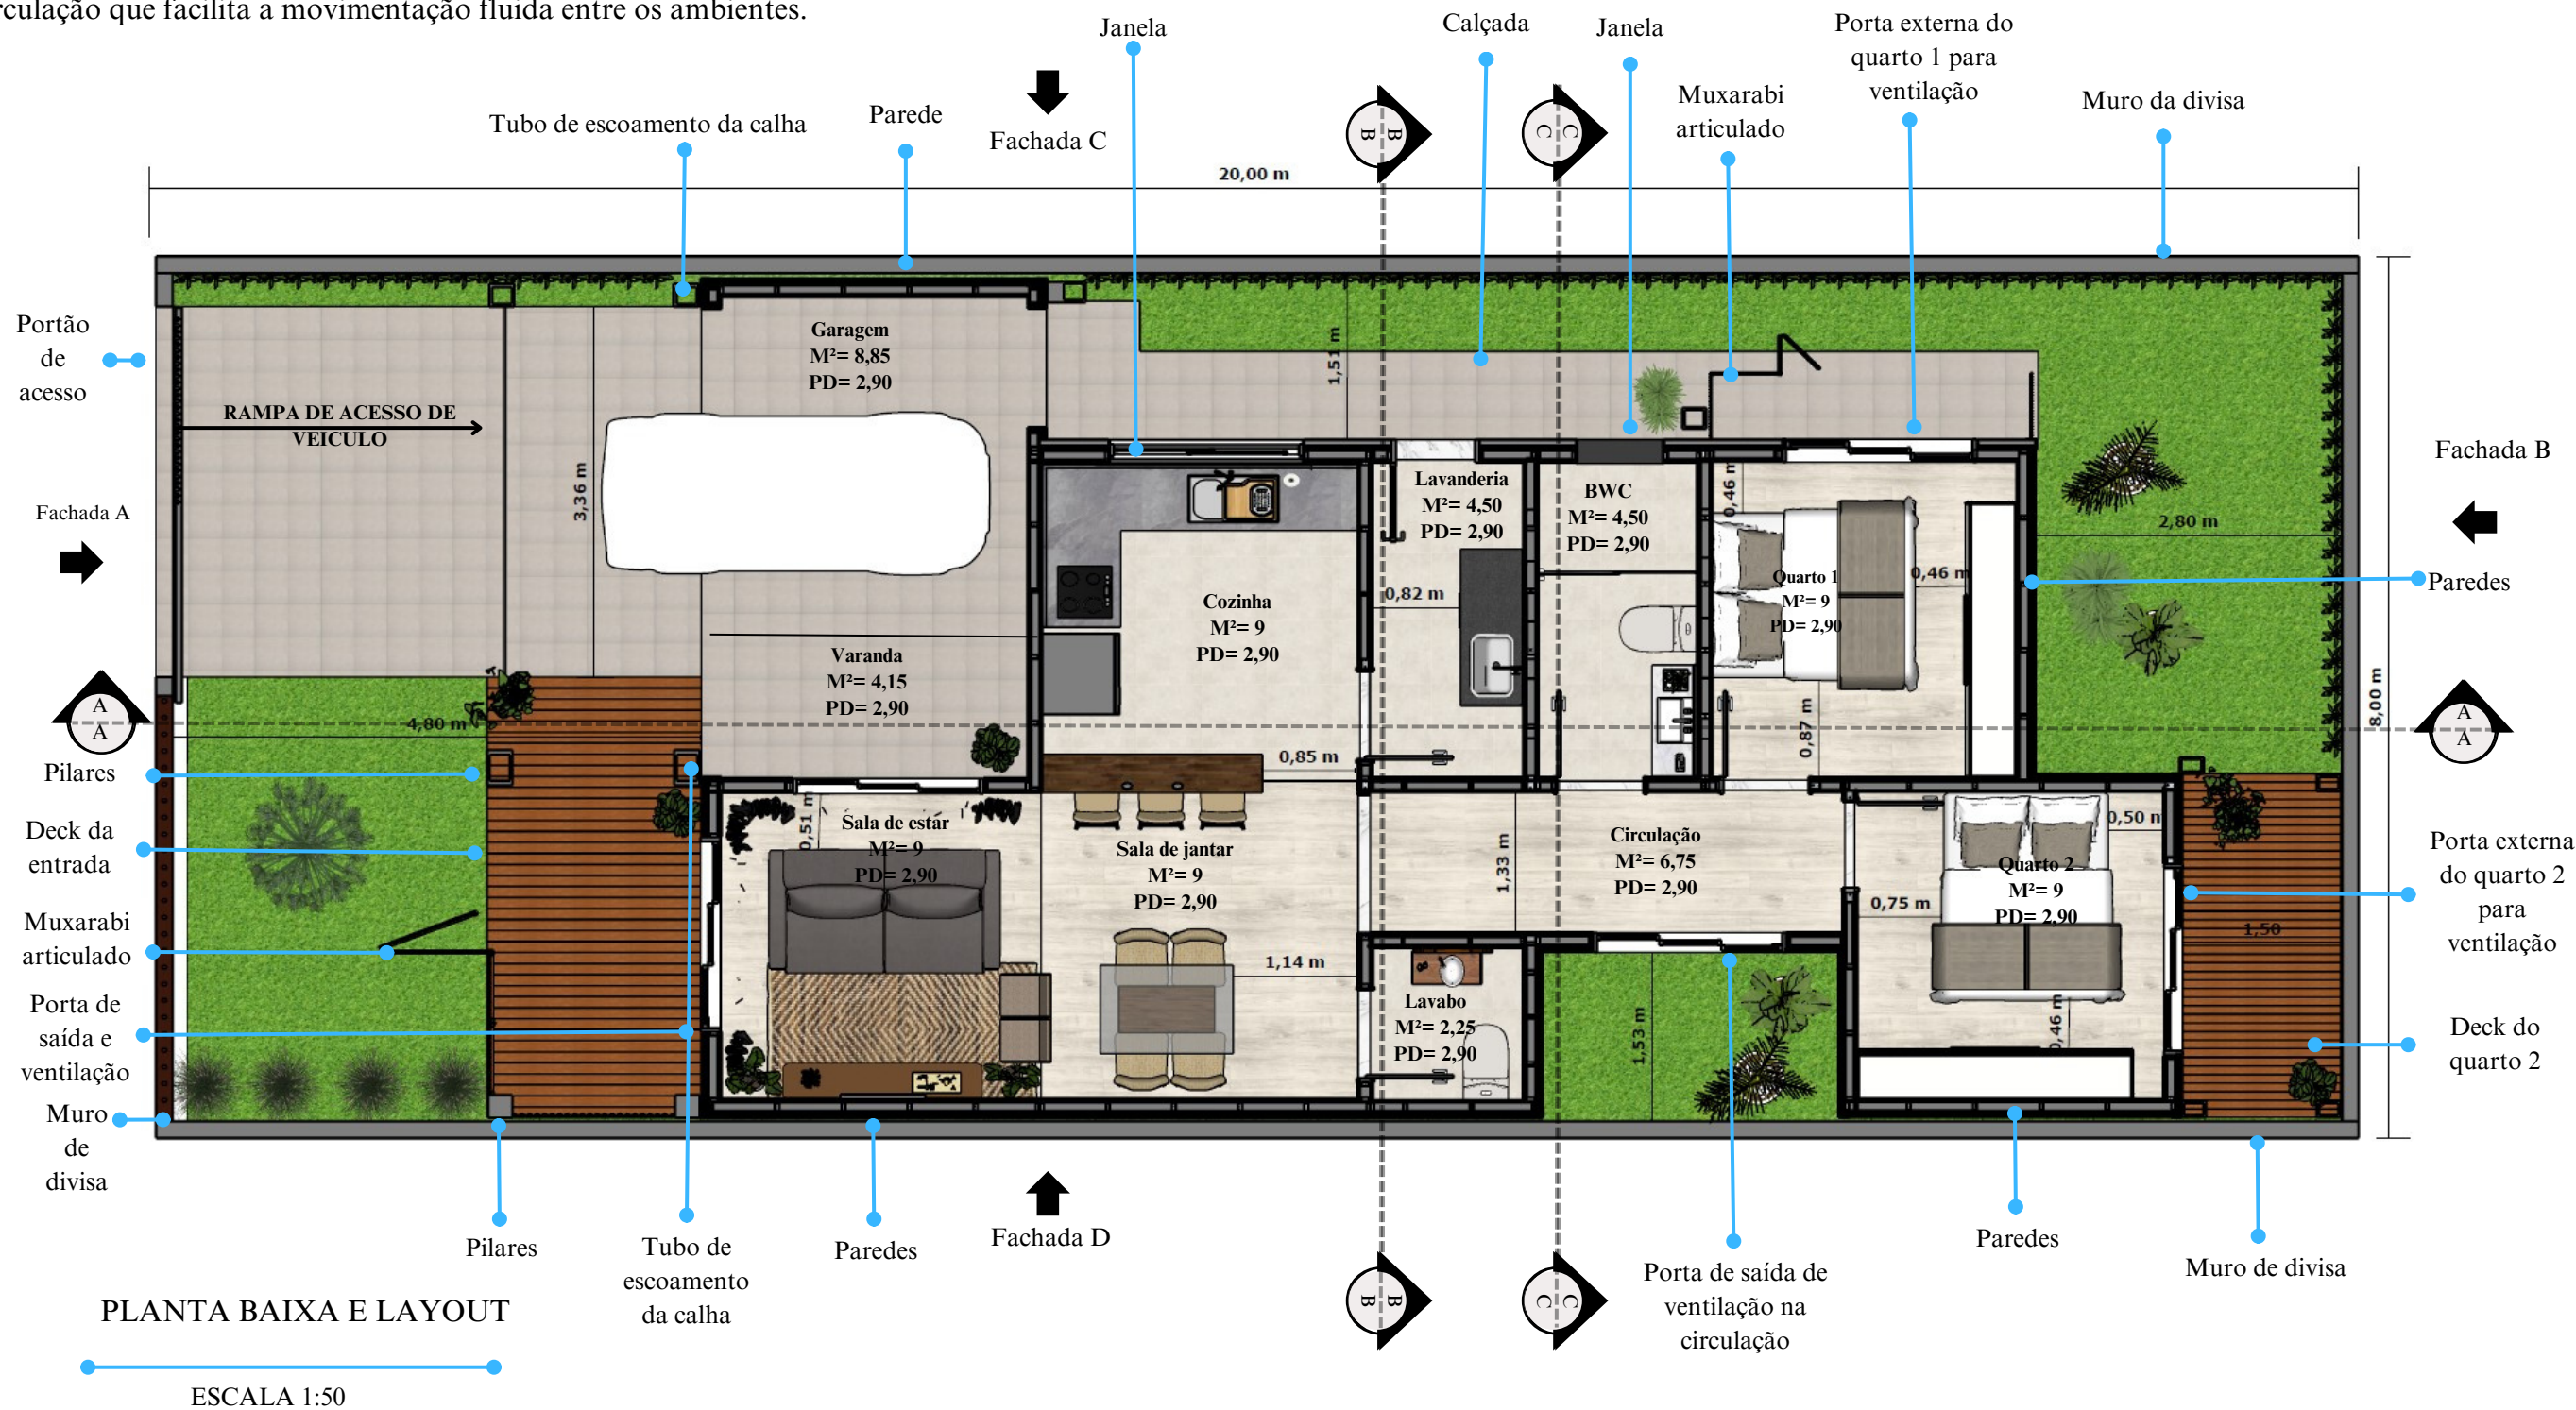 rculação que facilita a movimentação fluida entre os ambientes.
Janela
Calçada
Janela
Porta externa do
quarto 1 para
ventilação
Muxarabi
articulado
Muro da divisa
Tubo de escoamento da calha
Parede
Fachada C
B B
C C
20,00 m
Portão
de
acesso
Garagem
M²= 8,85
PD= 2,90
1,51 m
RAMPA DE ACESSO DE
VEICULO
3,36 m
Fachada A
Fachada B
Lavanderia
M²= 4,50
PD= 2,90
BWC
M²= 4,50
PD= 2,90
0,46 m
2,80 m
Quarto 1
M²= 9
PD= 2,90
0,46 m
Paredes
0,82 m
Cozinha
M²= 9
PD= 2,90
Varanda
M²= 4,15
PD= 2,90
8,00 m
A
A
4,80 m
0,87 m
A
A
0,85 m
Pilares
Deck da
entrada
0,51 m
Sala de estar
M²= 9
PD= 2,90
Sala de jantar
M²= 9
PD= 2,90
1,33 m
Circulação
M²= 6,75
PD= 2,90
0,50 m
Quarto 2
M²= 9
PD= 2,90
0,75 m
1,50
Porta externa
do quarto 2
para
ventilação
Muxarabi
articulado
1,14 m
Porta de
saída e
ventilação
Lavabo
M²= 2,25
PD= 2,90
1,53 m
0,46 m
Deck do
quarto 2
Muro
de
divisa
Pilares
Tubo de
escoamento
da calha
Paredes
Fachada D
B B
C C
Porta de saída de
ventilação na
circulação
Paredes
Muro de divisa
PLANTA BAIXA E LAYOUT
ESCALA 1:50